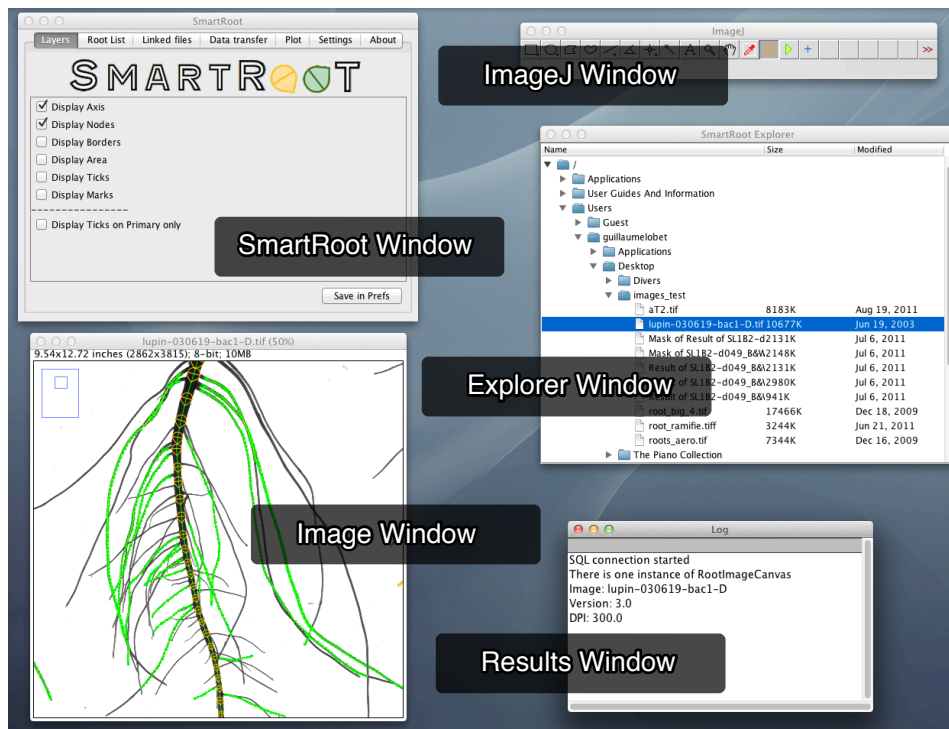 SmartRoot
Layers Root List Linked files Data transfer Plot Settings About
SMARTROOT
Display Axis
Display Nodes
Display Borders
Display Area
Display Ticks
Display Marks
-----------------
Display Ticks on Primary only
Save in Prefs
SmartRoot Window
ImageJ
A
>>
ImageJ Window
SmartRoot Explorer
Name Size Modified
/
Applications
User Guides And Information
Users
Guest
guillaumelobet
Applications
Desktop
Divers
images_test
aT2.tif 8183K Aug 19, 2011
lupin-030619-bac1-D.tif 10677K Jun 19, 2003
Mask of Result of SL1B2-d 2131K Jul 6, 2011
Mask of SL1B2-d049_B&W 2148K Jul 6, 2011
Result of SL1B2-d049_B&W 2131K Jul 6, 2011
Result of SL1B2-d049_B&W 2980K Jul 6, 2011
Result of SL1B2-d049_B&W 941K Jul 6, 2011
root_big_4.tif 17466K Dec 18, 2009
root_ramifie.tiff 3244K Jun 21, 2011
roots_aero.tif 7344K Dec 16, 2009
The Piano Collection
Explorer Window
lupin-030619-bac1-D.tif (50%)
9.54x12.72 inches (2862x3815); 8-bit; 10MB
Image Window
Log
SQL connection started
There is one instance of RootImageCanvas
Image: lupin-030619-bac1-D
Version: 3.0
DPI: 300.0
Results Window